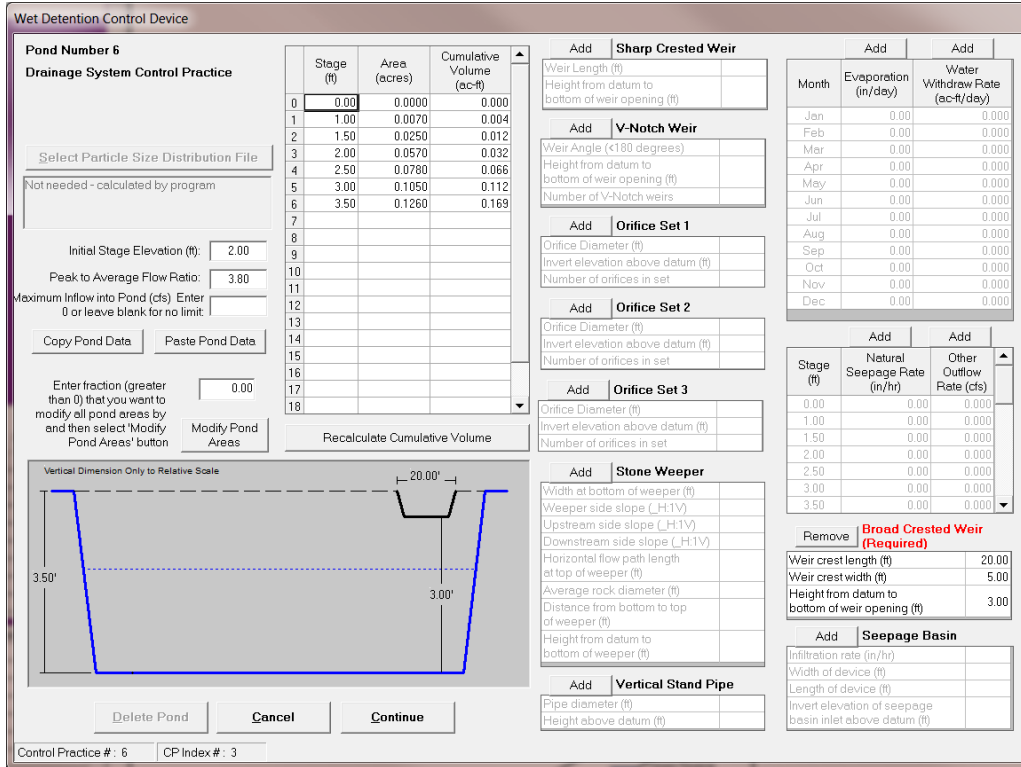 Wet Detention Control Device
Pond Number 6
Drainage System Control Practice
Select Particle Size Distribution File
Not needed - calculated by program
Initial Stage Elevation (ft): 2.00
Peak to Average Flow Ratio: 3.80
Maximum Inflow into Pond (cfs) Enter
0 or leave blank for no limit:
Copy Pond Data Paste Pond Data
Enter fraction (greater
than 0) that you want to
modify all pond areas by
and then select 'Modify
Pond Areas' button
0.00
Modify Pond
Areas
Stage
(ft)
Area
(acres)
Cumulative
Volume
(ac-ft)
0 0.00 0.0000 0.000
1 1.00 0.0070 0.004
2 1.50 0.0250 0.012
3 2.00 0.0570 0.032
4 2.50 0.0780 0.066
5 3.00 0.1050 0.112
6 3.50 0.1260 0.169
7
8
9
10
11
12
13
14
15
16
17
18
Recalculate Cumulative Volume
Vertical Dimension Only to Relative Scale
20.00'
3.50'
3.00'
Delete Pond Cancel Continue
Control Practice # : 6 CP Index # : 3
Add Sharp Crested Weir
Weir Length (ft)
Height from datum to
bottom of weir opening (ft)
Add V-Notch Weir
Weir Angle (<180 degrees)
Height from datum to
bottom of weir opening (ft)
Number of V-Notch weirs
Add Orifice Set 1
Orifice Diameter (ft)
Invert elevation above datum (ft)
Number of orifices in set
Add Orifice Set 2
Orifice Diameter (ft)
Invert elevation above datum (ft)
Number of orifices in set
Add Orifice Set 3
Orifice Diameter (ft)
Invert elevation above datum (ft)
Number of orifices in set
Add Stone Weeper
Width at bottom of weeper (ft)
Weeper side slope (_H:1V)
Upstream side slope (_H:1V)
Downstream side slope (_H:1V)
Horizontal flow path length
at top of weeper (ft)
Average rock diameter (ft)
Distance from bottom to top
of weeper (ft)
Height from datum to
bottom of weeper (ft)
Add Vertical Stand Pipe
Pipe diameter (ft)
Height above datum (ft)
Add Add
Month
Evaporation
(in/day)
Water
Withdraw Rate
(ac-ft/day)
Jan 0.00 0.000
Feb 0.00 0.000
Mar 0.00 0.000
Apr 0.00 0.000
May 0.00 0.000
Jun 0.00 0.000
Jul 0.00 0.000
Aug 0.00 0.000
Sep 0.00 0.000
Oct 0.00 0.000
Nov 0.00 0.000
Dec 0.00 0.000
Add Add
Stage
(ft)
Natural
Seepage Rate
(in/hr)
Other
Outflow
Rate (cfs)
0.00 0.00 0.000
1.00 0.00 0.000
1.50 0.00 0.000
2.00 0.00 0.000
2.50 0.00 0.000
3.00 0.00 0.000
3.50 0.00 0.000
Remove Broad Crested Weir
(Required)
Weir crest length (ft) 20.00
Weir crest width (ft) 5.00
Height from datum to
bottom of weir opening (ft) 3.00
Add Seepage Basin
Infiltration rate (in/hr)
Width of device (ft)
Length of device (ft)
Invert elevation of seepage
basin inlet above datum (ft)